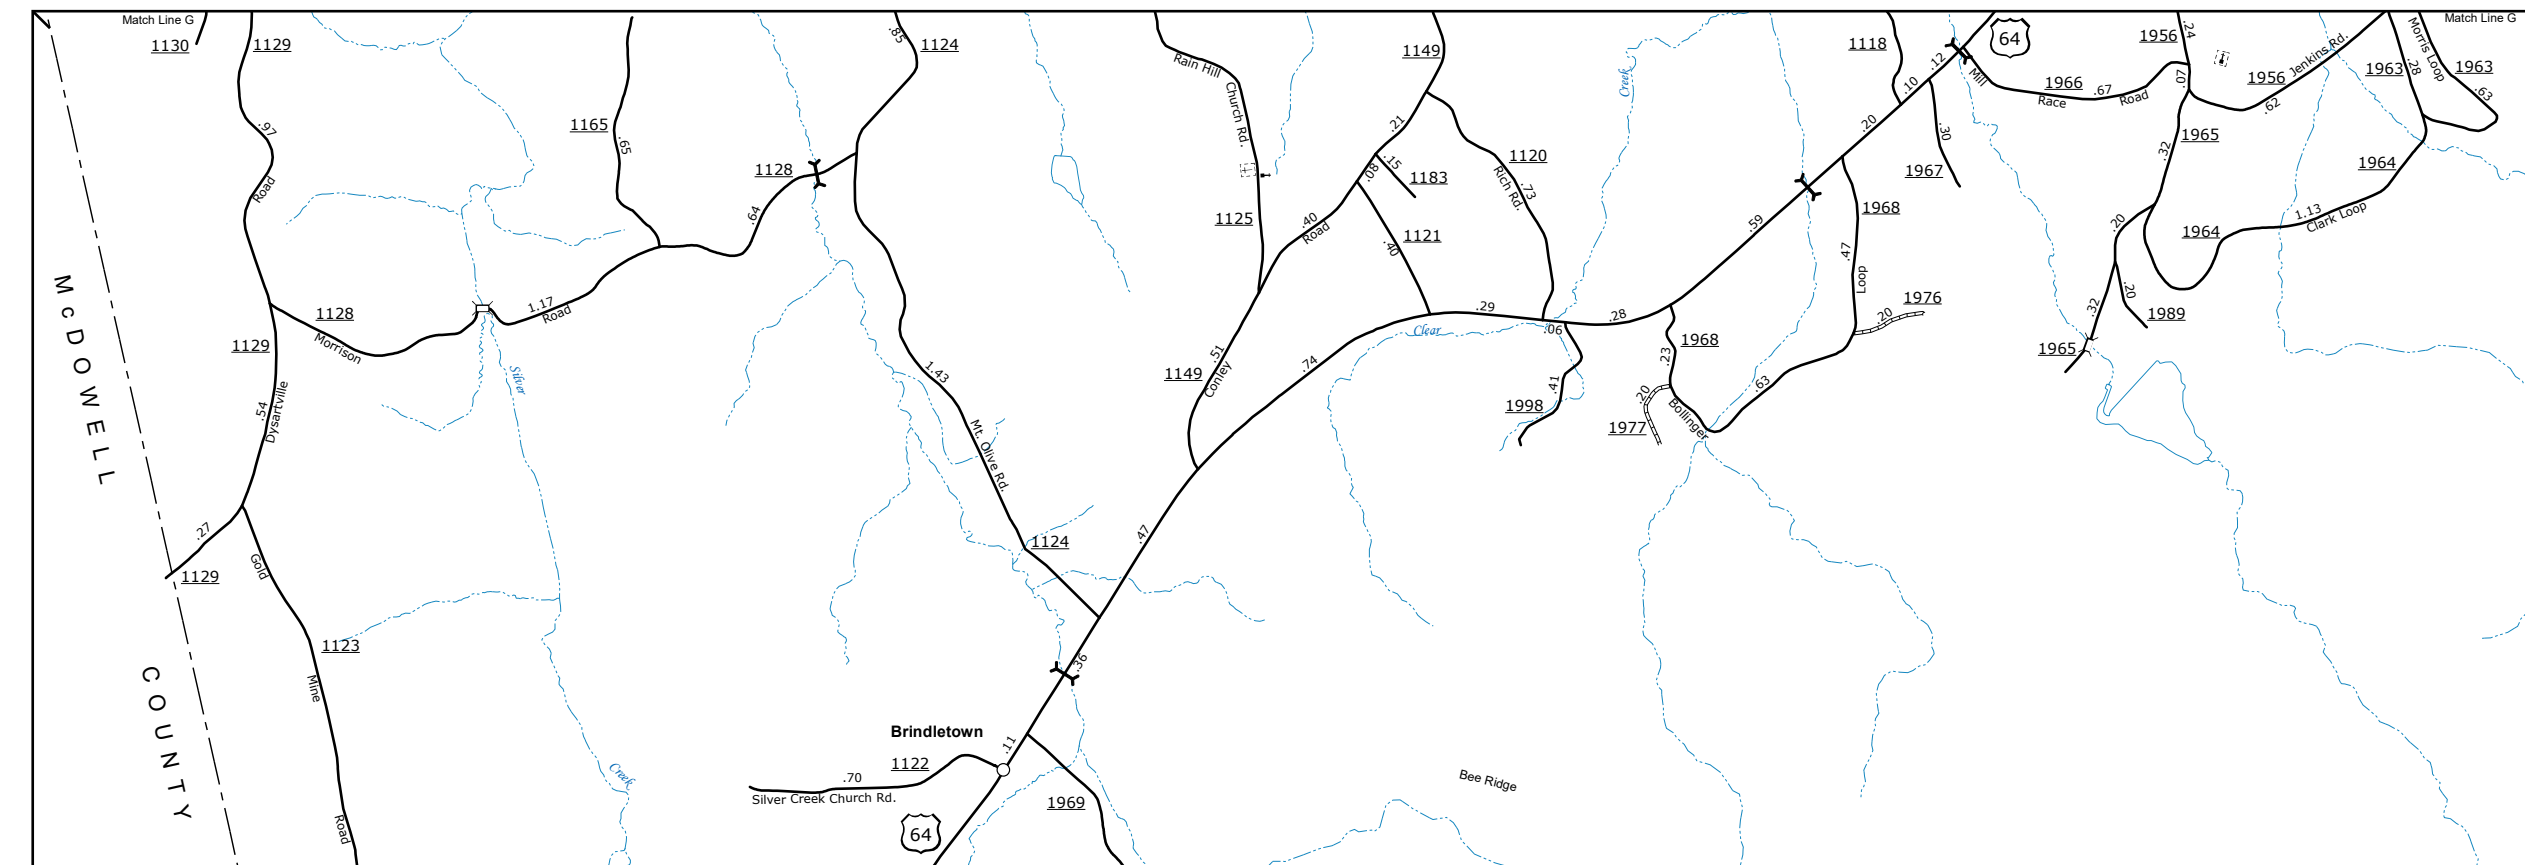 Match Line G
Match Line G
1130
1129
.85
1124
1149
1118
64
.12
.24
1956
Morris Loop
.28
1963
1963
.63
Jenkins Rd.
1956
.62
Rain Hill
Church Rd.
Creek
Mill
1966
.67
Race
Road
.07
.10
1165
.65
.97
Road
1128
.64
.21
.15
1183
.08
1120
.73
Rich Rd.
.20
.30
1967
1965
.32
1964
1125
.40
Road
1121
.40
.59
1968
.47
Loop
.20
1964
1.13
Clark Loop
McDOWELL
1128
Morrison
1.17
Road
1129
.54
Dysartville
Silver
1.43
Mt. Olive Rd.
1149
.51
Conley
.74
.29
Clear
.06
.28
1976
.20
.32
.20
1989
1965
1968
.23
.63
.41
1998
.20
1977
Bollinger
.27
1129
Gold
.47
1124
1123
Mine
Road
COUNTY
.36
Brindletown
.11
1122
.70
Silver Creek Church Rd.
64
1969
Creek
Bee Ridge